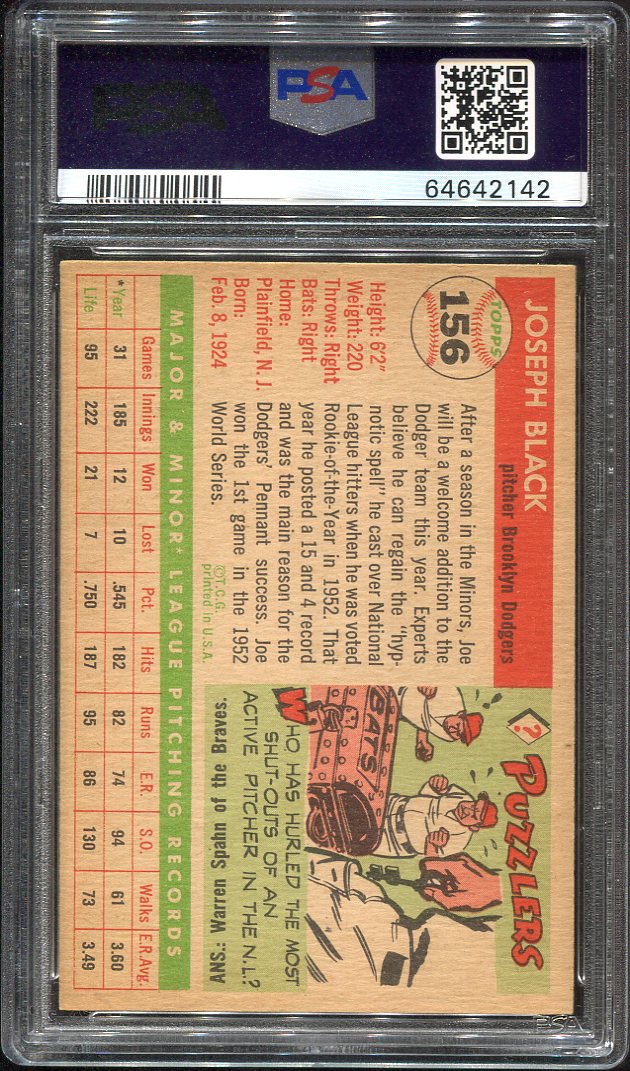 PSA
64642142
TOPPS
156
JOSEPH BLACK
pitcher Brooklyn Dodgers
Height: 6'2"
Weight: 220
Throws: Right
Bats: Right
Home:
Plainfield, N. J.
Born:
Feb. 8, 1924
After a season in the Minors, Joe
will be a welcome addition to the
Dodger team this year. Experts
believe he can regain the "hyp-
notic spell" he cast over National
League hitters when he was voted
Rookie-of-the-Year in 1952. That
year he posted a 15 and 4 record
and was the main reason for the
Dodgers' Pennant success. Joe
won the 1st game in the 1952
World Series.
©T.C.G.
printed in U.S.A.
?
PUZZLERS
BATS
WHO HAS HURLED THE MOST
SHUT-OUTS OF AN
ACTIVE PITCHER IN THE N.L.?
ANS.: Warren Spahn of the Braves.
MAJOR & MINOR* LEAGUE PITCHING RECORDS
Games Innings Won Lost Pct. Hits Runs E.R. S.O. Walks E.R.Avg.
*Year 31 185 12 10 .545 182 82 74 94 61 3.60
Life 95 222 21 7 .750 187 95 86 130 73 3.49
PSA